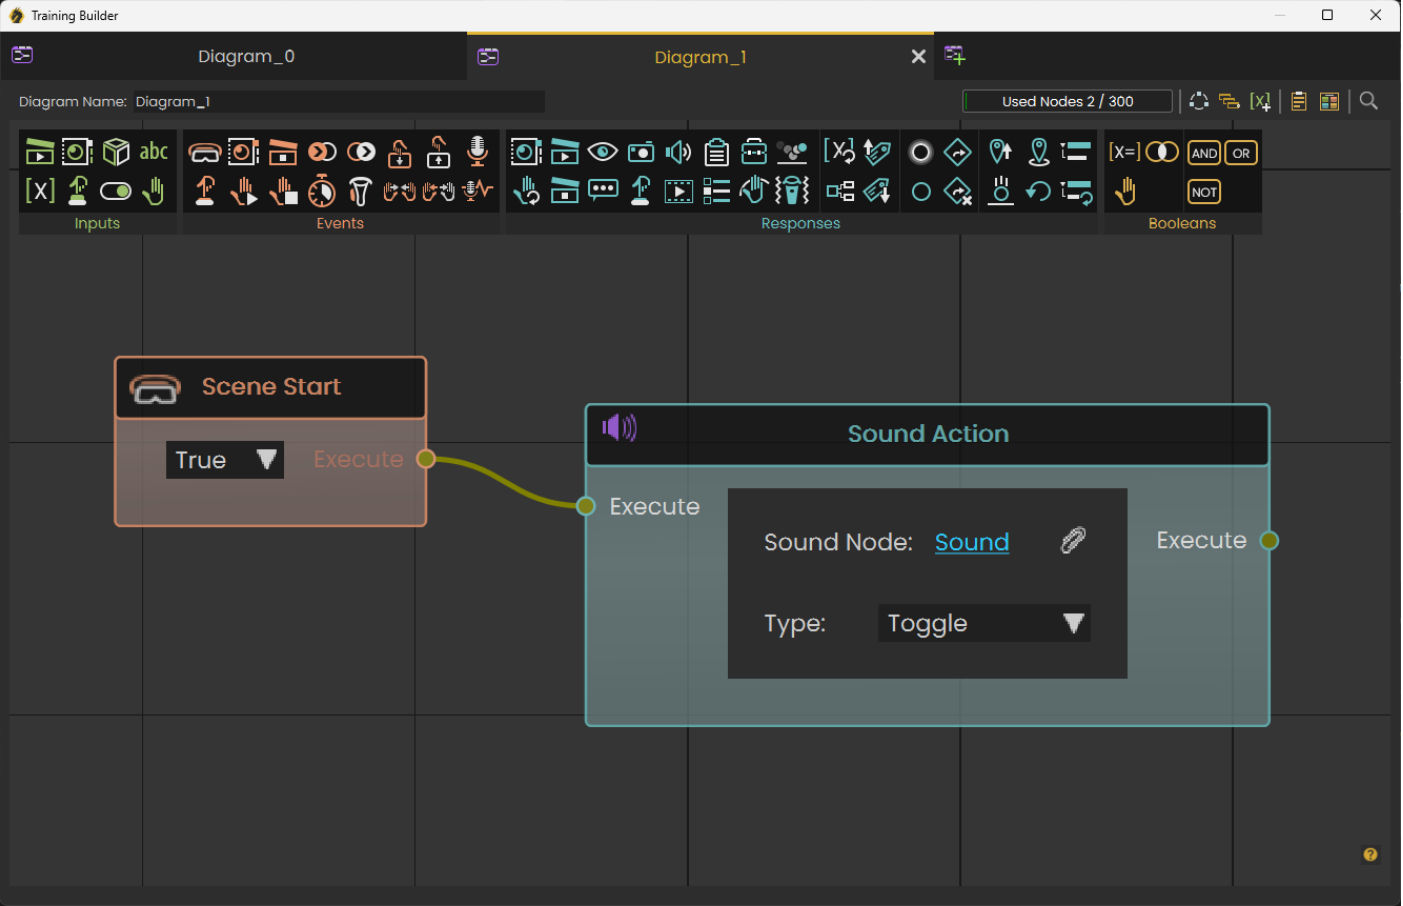 Training Builder
Diagram_0
Diagram_1
Diagram Name: Diagram_1
Used Nodes 2 / 300
[x]
abc
[X]
[X]
[X=]
AND
OR
NOT
Inputs
Events
Responses
Booleans
Scene Start
True
Execute
Sound Action
Execute
Sound Node: Sound
Execute
Type: Toggle
?